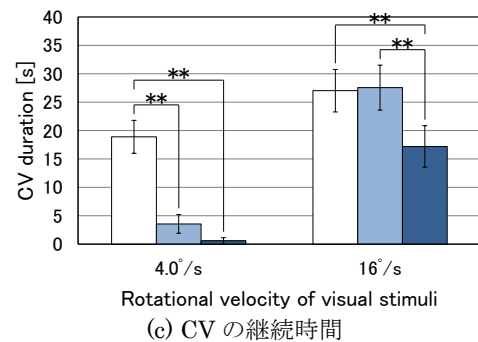 CV duration [s]
40
35
30
25
20
15
10
5
0
**
**
**
**
4.0°/s
16°/s
Rotational velocity of visual stimuli
(c) CV の継続時間